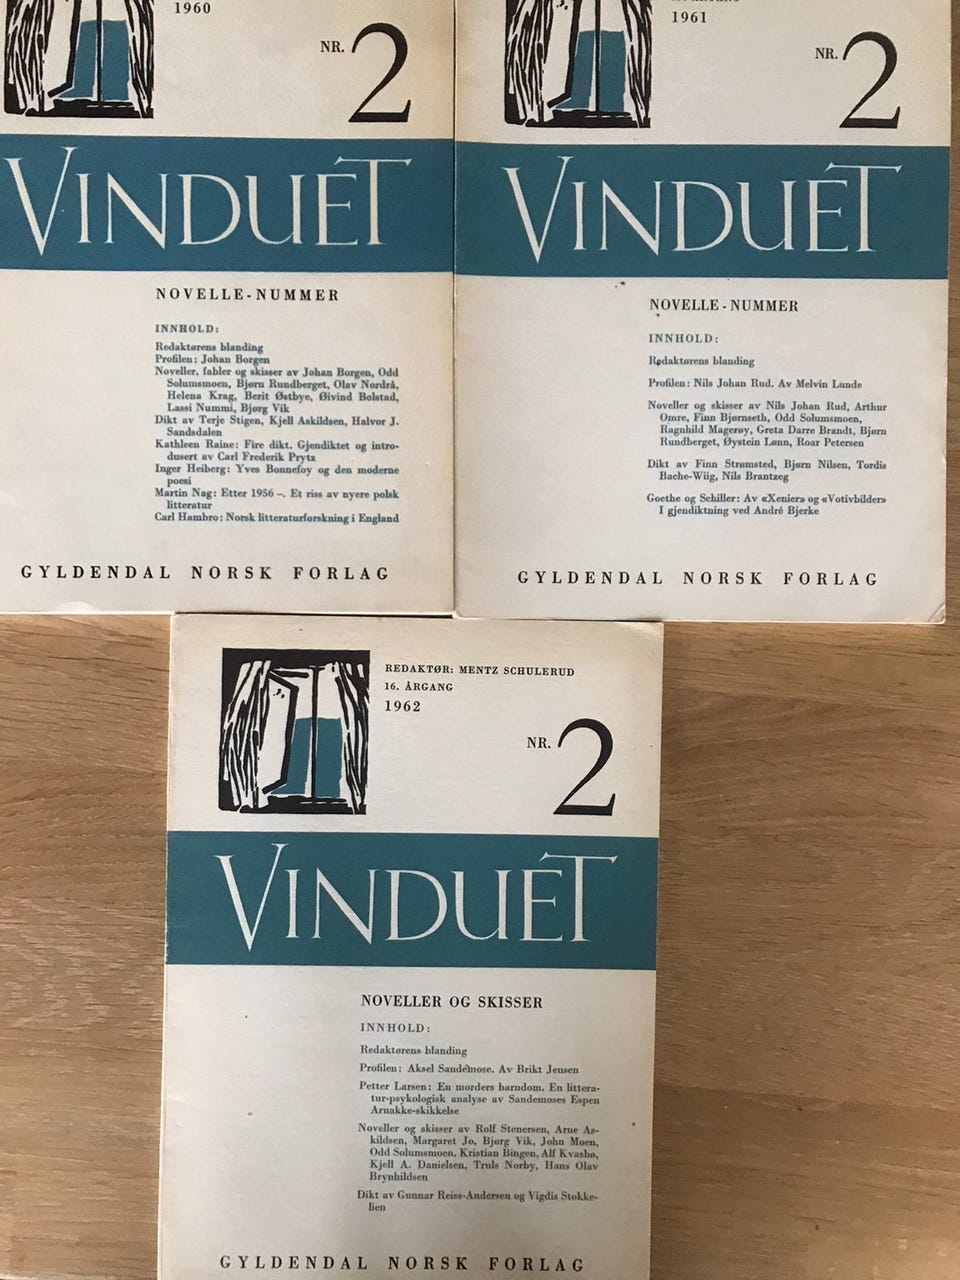 1960
NR. 2
VINDUET
NOVELLE-NUMMER
INNHOLD:
Redaktørens blanding
Profilen: Johan Borgen
Noveller, fabler og skisser av Johan Borgen, Odd
Solumsmoen, Bjørn Rundberget, Olav Nordrå,
Helena Krag, Berit Østbye, Øivind Bolstad,
Lassi Nummi, Bjørg Vik
Dikt av Terje Stigen, Kjell Askildsen, Halvor J.
Sandsdalen
Kathleen Raine: Fire dikt. Gjendiktet og intro-
dusert av Carl Frederik Prytz
Inger Heiberg: Yves Bonnefoy og den moderne
poesi
Martin Nag: Etter 1956 –. Et riss av nyere polsk
litteratur
Carl Hambro: Norsk litteraturforskning i England
GYLDENDAL NORSK FORLAG
1961
NR. 2
VINDUET
NOVELLE-NUMMER
INNHOLD:
Redaktørens blanding
Profilen: Nils Johan Rud. Av Melvin Lunde
Noveller og skisser av Nils Johan Rud, Arthur
Omre, Finn Bjørnseth, Odd Solumsmoen,
Ragnhild Magerøy, Greta Darre Brandt, Bjørn
Rundberget, Øystein Lønn, Roar Petersen
Dikt av Finn Strømsted, Bjørn Nilsen, Tordis
Bache-Wiig, Nils Brantzeg
Goethe og Schiller: Av «Xenier» og «Votivbilder»
I gjendiktning ved André Bjerke
GYLDENDAL NORSK FORLAG
REDAKTØR: MENTZ SCHULERUD
16. ÅRGANG
1962
NR. 2
VINDUET
NOVELLER OG SKISSER
INNHOLD:
Redaktørens blanding
Profilen: Aksel Sandemose. Av Brikt Jensen
Petter Larsen: En morders barndom. En littera-
tur-psykologisk analyse av Sandemoses Espen
Arnakke-skikkelse
Noveller og skisser av Rolf Stenersen, Arne As-
kildsen, Margaret Jo, Bjørg Vik, John Moen,
Odd Solumsmoen, Kristian Bingen, Alf Kvasbø,
Kjell A. Danielsen, Truls Norby, Hans Olav
Brynhildsen
Dikt av Gunnar Reiss-Andersen og Vigdis Stokke-
lien
GYLDENDAL NORSK FORLAG